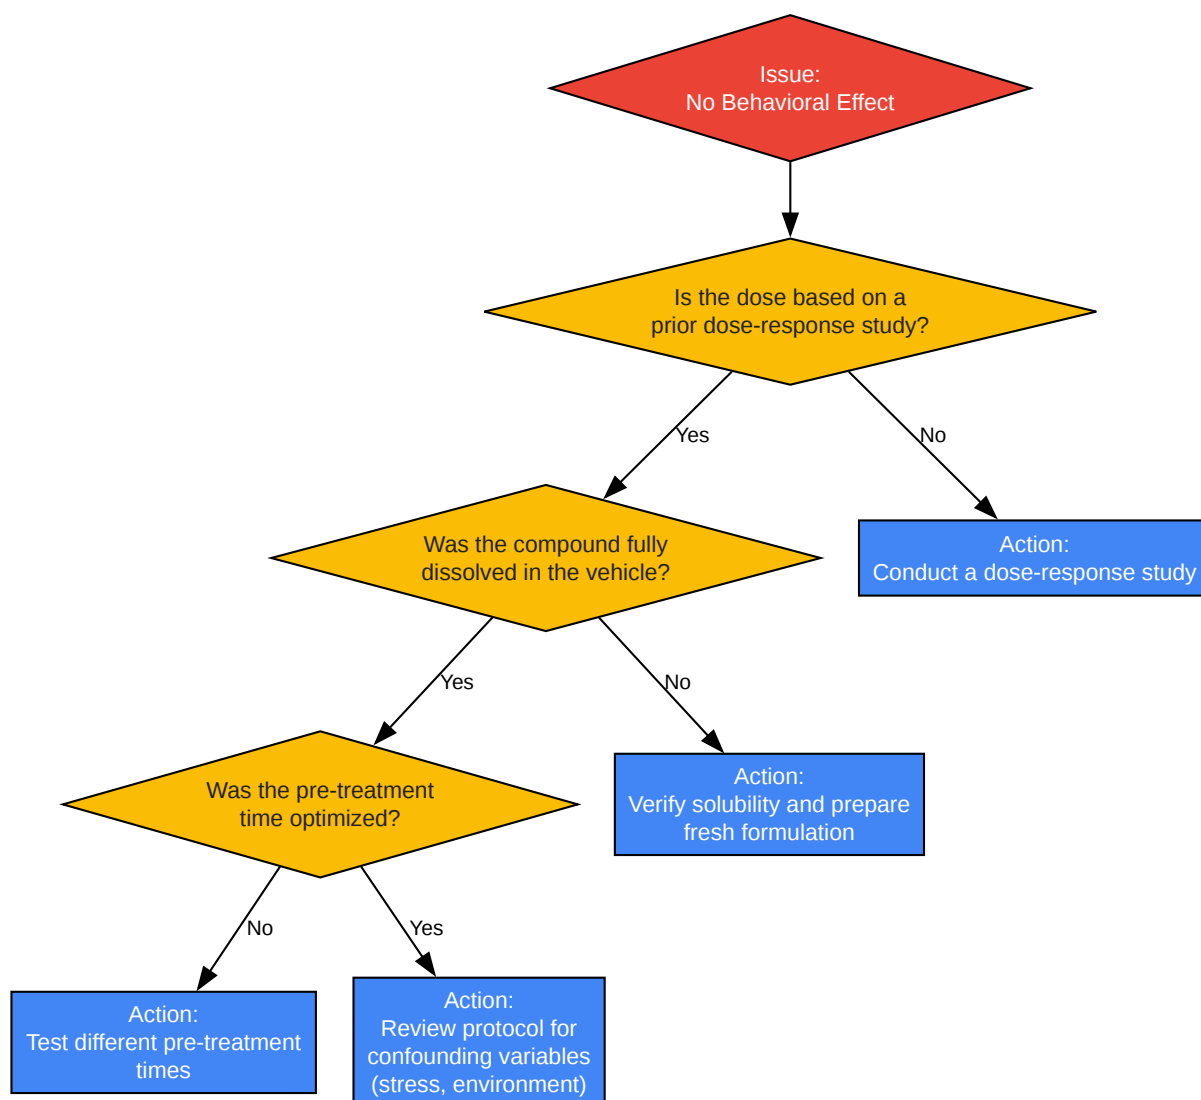 Issue:
No Behavioral Effect
Is the dose based on a
prior dose-response study?
Yes
No
Was the compound fully
dissolved in the vehicle?
Action:
Conduct a dose-response study
Yes
No
Was the pre-treatment
time optimized?
Action:
Verify solubility and prepare
fresh formulation
No
Yes
Action:
Test different pre-treatment
times
Action:
Review protocol for
confounding variables
(stress, environment)